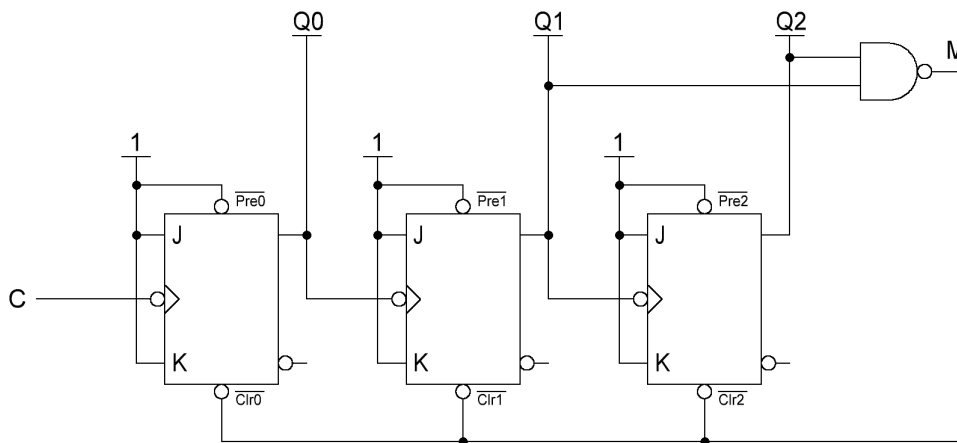 Q0 Q1 Q2
M
1 1 1
Pre0 Pre1 Pre2
J J J
C
K K K
Clr0 Clr1 Clr2